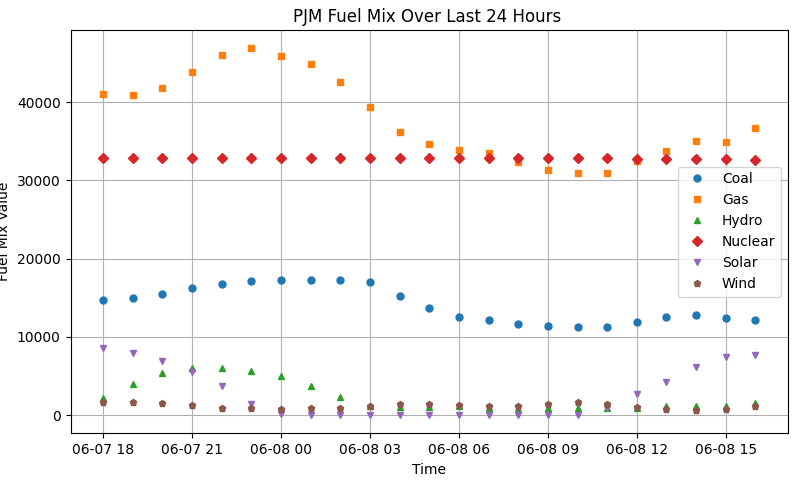 PJM Fuel Mix Over Last 24 Hours
Fuel Mix Value
40000
30000
20000
10000
0
Coal
Gas
Hydro
Nuclear
Solar
Wind
06-07 18 06-07 21 06-08 00 06-08 03 06-08 06 06-08 09 06-08 12 06-08 15
Time